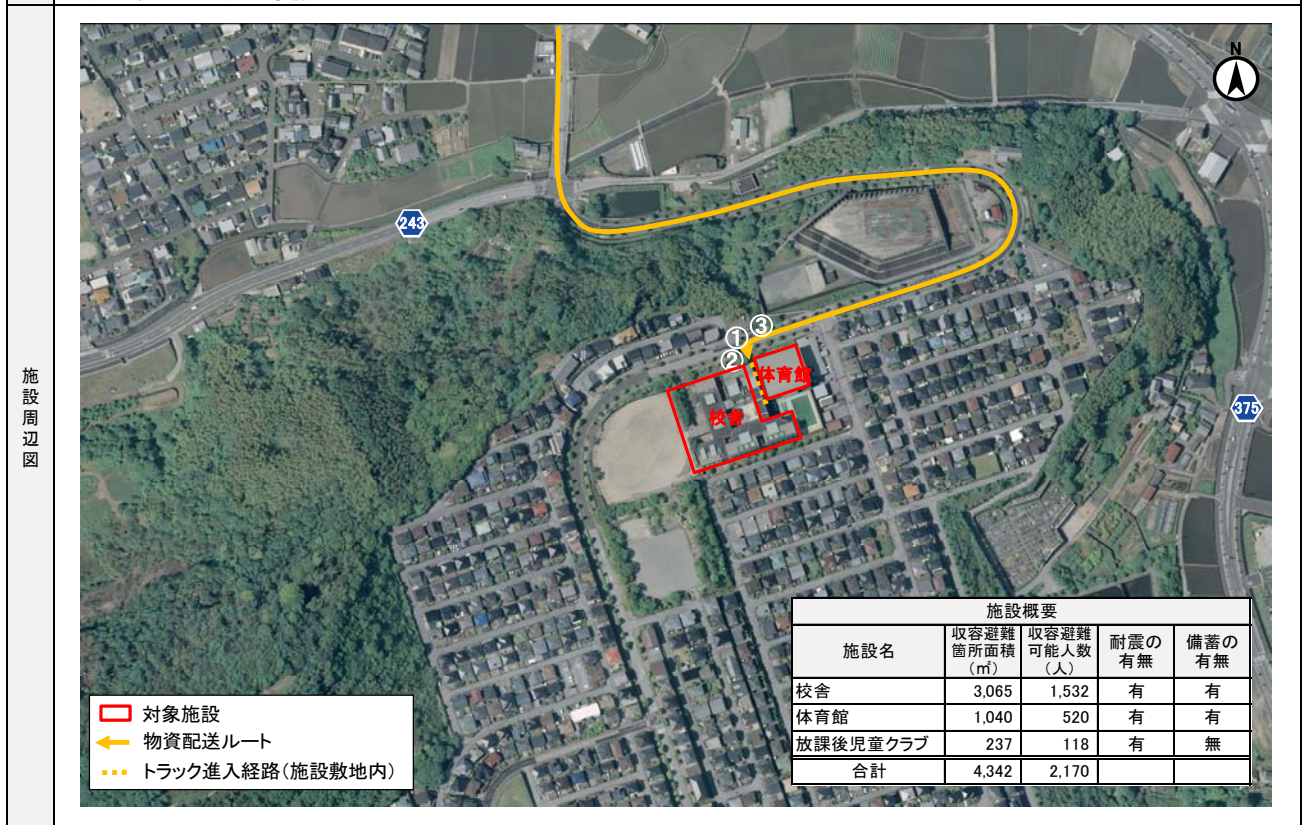 施設周辺図
N
243
375
①
③
②
体育館
校舎
対象施設
物資配送ルート
トラック進入経路(施設敷地内)
施設概要
施設名 収容避難箇所面積(㎡) 収容避難可能人数(人) 耐震の有無 備蓄の有無
校舎 3,065 1,532 有 有
体育館 1,040 520 有 有
放課後児童クラブ 237 118 有 無
合計 4,342 2,170